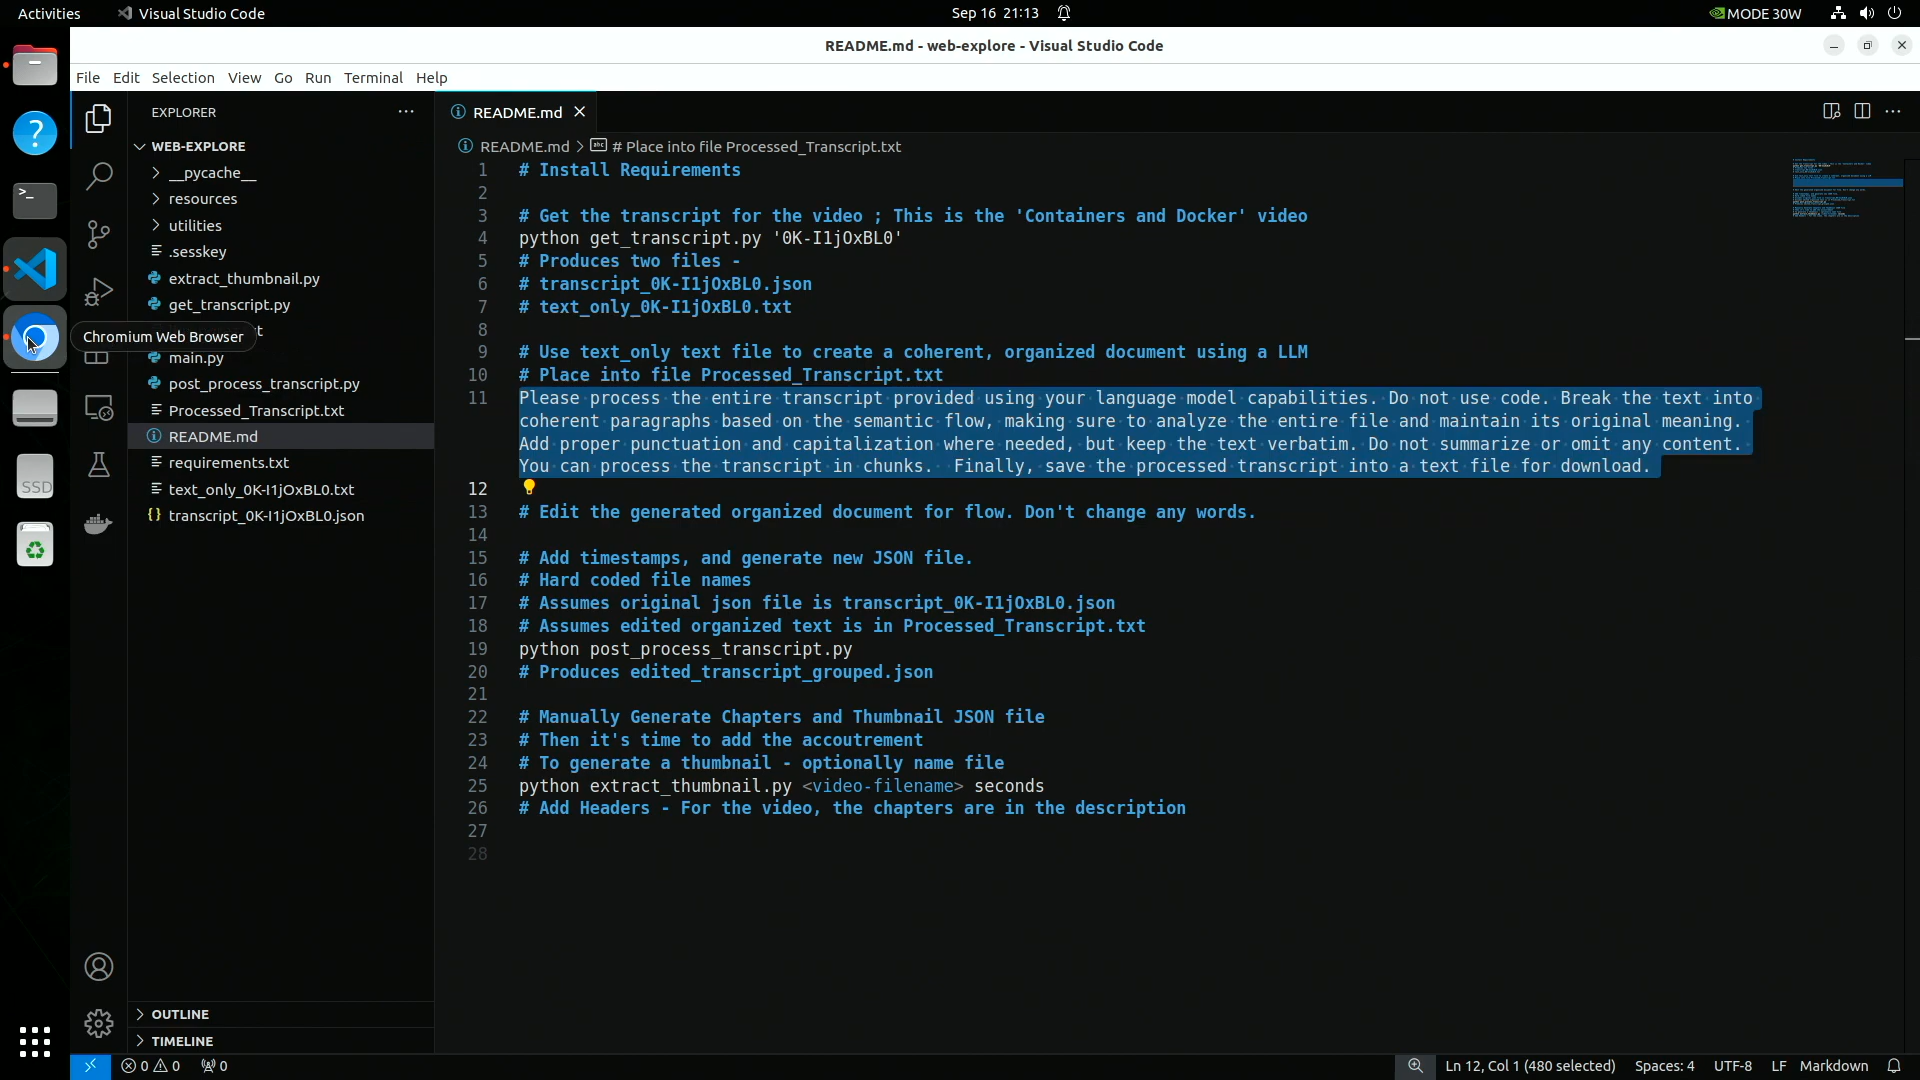 Activities
Visual Studio Code
Sep 16 21:13
MODE 30W
README.md - web-explore - Visual Studio Code
File Edit Selection View Go Run Terminal Help
EXPLORER
WEB-EXPLORE
__pycache__
resources
utilities
.sesskey
extract_thumbnail.py
get_transcript.py
Chromium Web Browser
main.py
post_process_transcript.py
Processed_Transcript.txt
README.md
requirements.txt
text_only_0K-I1jOxBL0.txt
transcript_0K-I1jOxBL0.json
OUTLINE
TIMELINE
SSD
README.md
README.md > # Place into file Processed_Transcript.txt
1 # Install Requirements
2
3 # Get the transcript for the video ; This is the 'Containers and Docker' video
4 python get_transcript.py '0K-I1jOxBL0'
5 # Produces two files -
6 # transcript_0K-I1jOxBL0.json
7 # text_only_0K-I1jOxBL0.txt
8
9 # Use text_only text file to create a coherent, organized document using a LLM
10 # Place into file Processed_Transcript.txt
11 Please process the entire transcript provided using your language model capabilities. Do not use code. Break the text into
coherent paragraphs based on the semantic flow, making sure to analyze the entire file and maintain its original meaning.
Add proper punctuation and capitalization where needed, but keep the text verbatim. Do not summarize or omit any content.
You can process the transcript in chunks.  Finally, save the processed transcript into a text file for download.
12
13 # Edit the generated organized document for flow. Don't change any words.
14
15 # Add timestamps, and generate new JSON file.
16 # Hard coded file names
17 # Assumes original json file is transcript_0K-I1jOxBL0.json
18 # Assumes edited organized text is in Processed_Transcript.txt
19 python post_process_transcript.py
20 # Produces edited_transcript_grouped.json
21
22 # Manually Generate Chapters and Thumbnail JSON file
23 # Then it's time to add the accoutrement
24 # To generate a thumbnail - optionally name file
25 python extract_thumbnail.py <video-filename> seconds
26 # Add Headers - For the video, the chapters are in the description
27
28
0 0 0
Ln 12, Col 1 (480 selected) Spaces: 4 UTF-8 LF Markdown